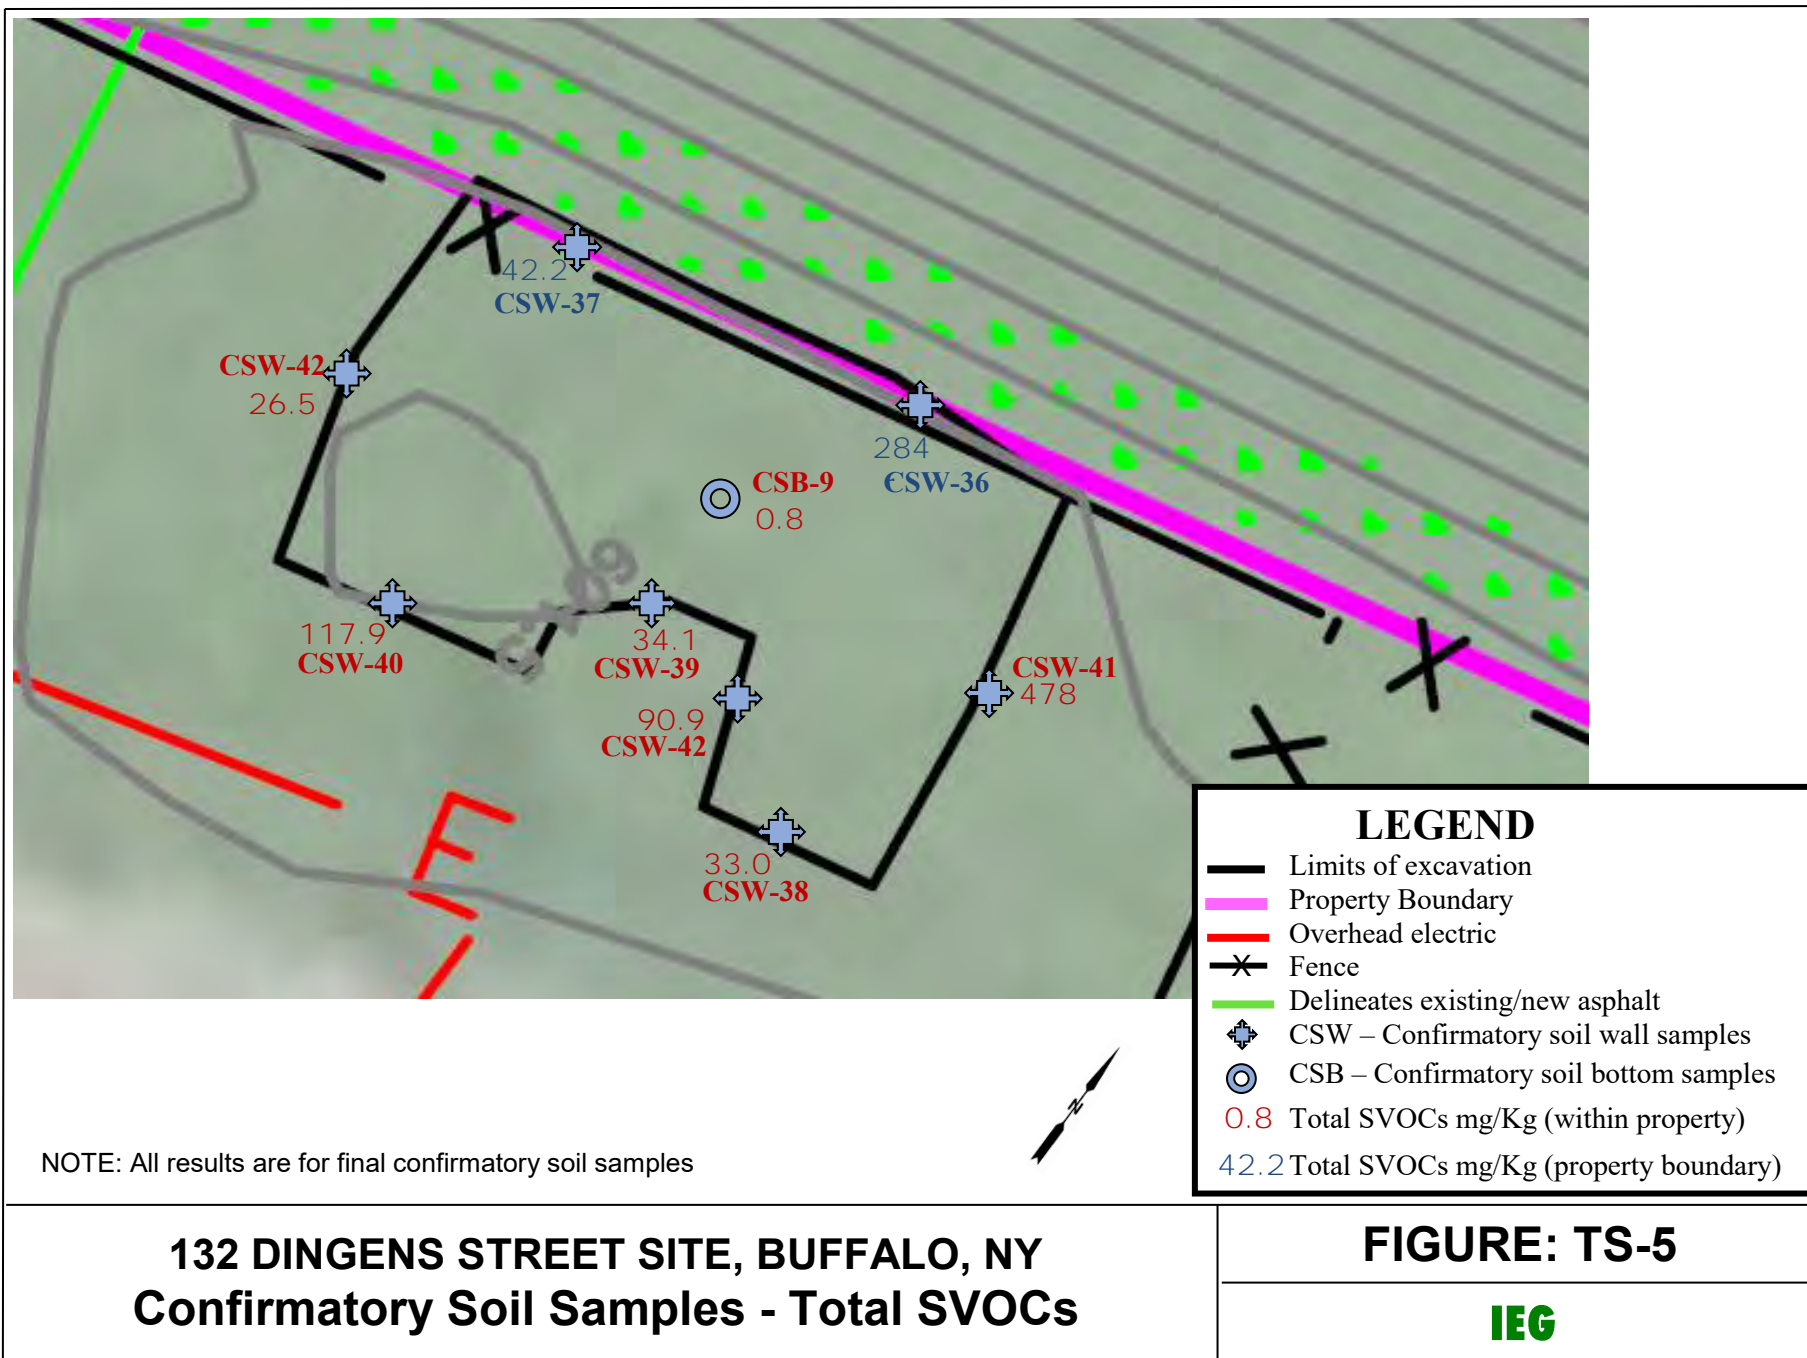 42.2
CSW-37
CSW-42
26.5
284
CSW-36
CSB-9
0.8
117.9
CSW-40
34.1
CSW-39
CSW-41
478
90.9
CSW-42
33.0
CSW-38
E
LEGEND
Limits of excavation
Property Boundary
Overhead electric
Fence
Delineates existing/new asphalt
CSW – Confirmatory soil wall samples
CSB – Confirmatory soil bottom samples
0.8 Total SVOCs mg/Kg (within property)
42.2 Total SVOCs mg/Kg (property boundary)
N
NOTE: All results are for final confirmatory soil samples
132 DINGENS STREET SITE, BUFFALO, NY
Confirmatory Soil Samples - Total SVOCs
FIGURE: TS-5
IEG